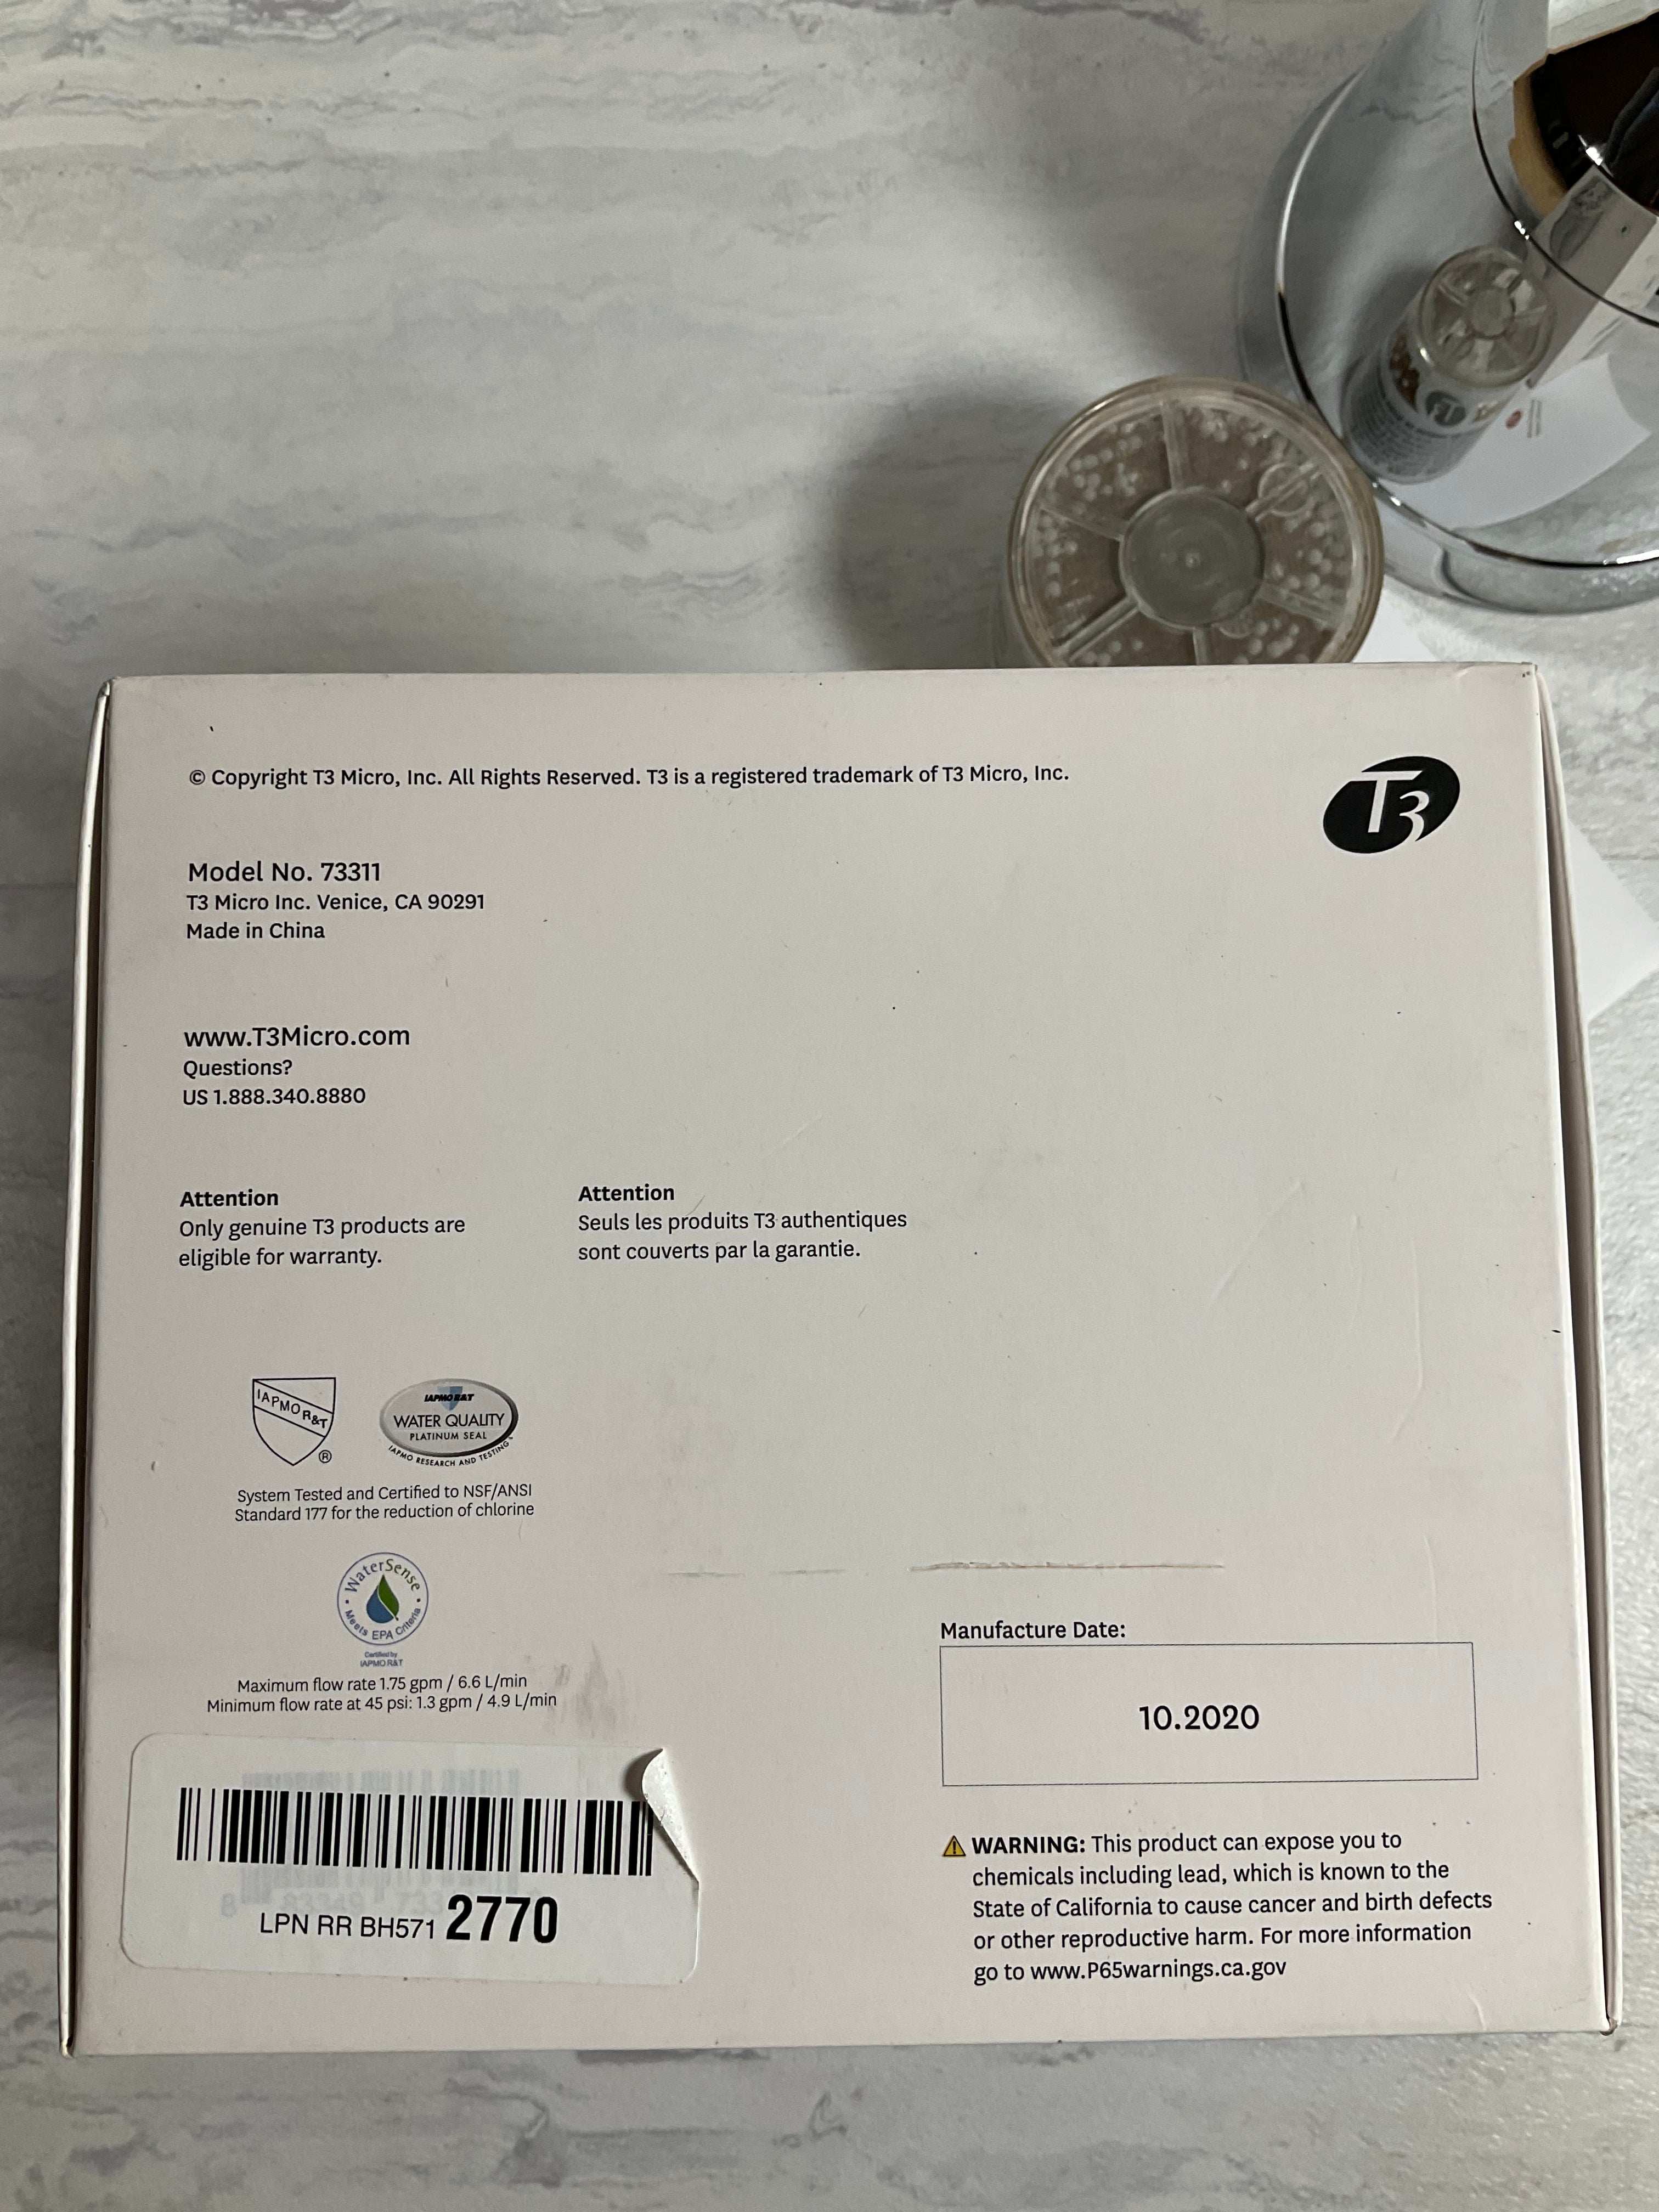 © Copyright T3 Micro, Inc. All Rights Reserved. T3 is a registered trademark of T3 Micro, Inc.
T3
Model No. 73311
T3 Micro Inc. Venice, CA 90291
Made in China
www.T3Micro.com
Questions?
US 1.888.340.8880
Attention
Only genuine T3 products are
eligible for warranty.
Attention
Seuls les produits T3 authentiques
sont couverts par la garantie.
IAPMO R&T
®
IAPMO R&T
WATER QUALITY
PLATINUM SEAL
IAPMO RESEARCH AND TESTING
System Tested and Certified to NSF/ANSI
Standard 177 for the reduction of chlorine
WaterSense
Meets EPA Criteria
Certified by
IAPMO R&T
Maximum flow rate 1.75 gpm / 6.6 L/min
Minimum flow rate at 45 psi: 1.3 gpm / 4.9 L/min
LPN RR BH571 2770
Manufacture Date:
10.2020
WARNING: This product can expose you to
chemicals including lead, which is known to the
State of California to cause cancer and birth defects
or other reproductive harm. For more information
go to www.P65warnings.ca.gov